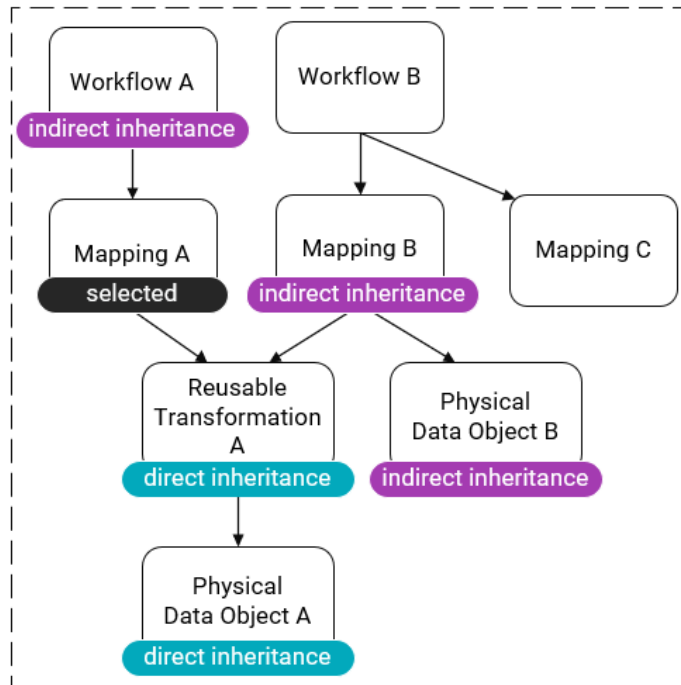 Workflow A
indirect inheritance
Workflow B
Mapping A
selected
Mapping B
indirect inheritance
Mapping C
Reusable
Transformation
A
direct inheritance
Physical
Data Object B
indirect inheritance
Physical
Data Object A
direct inheritance